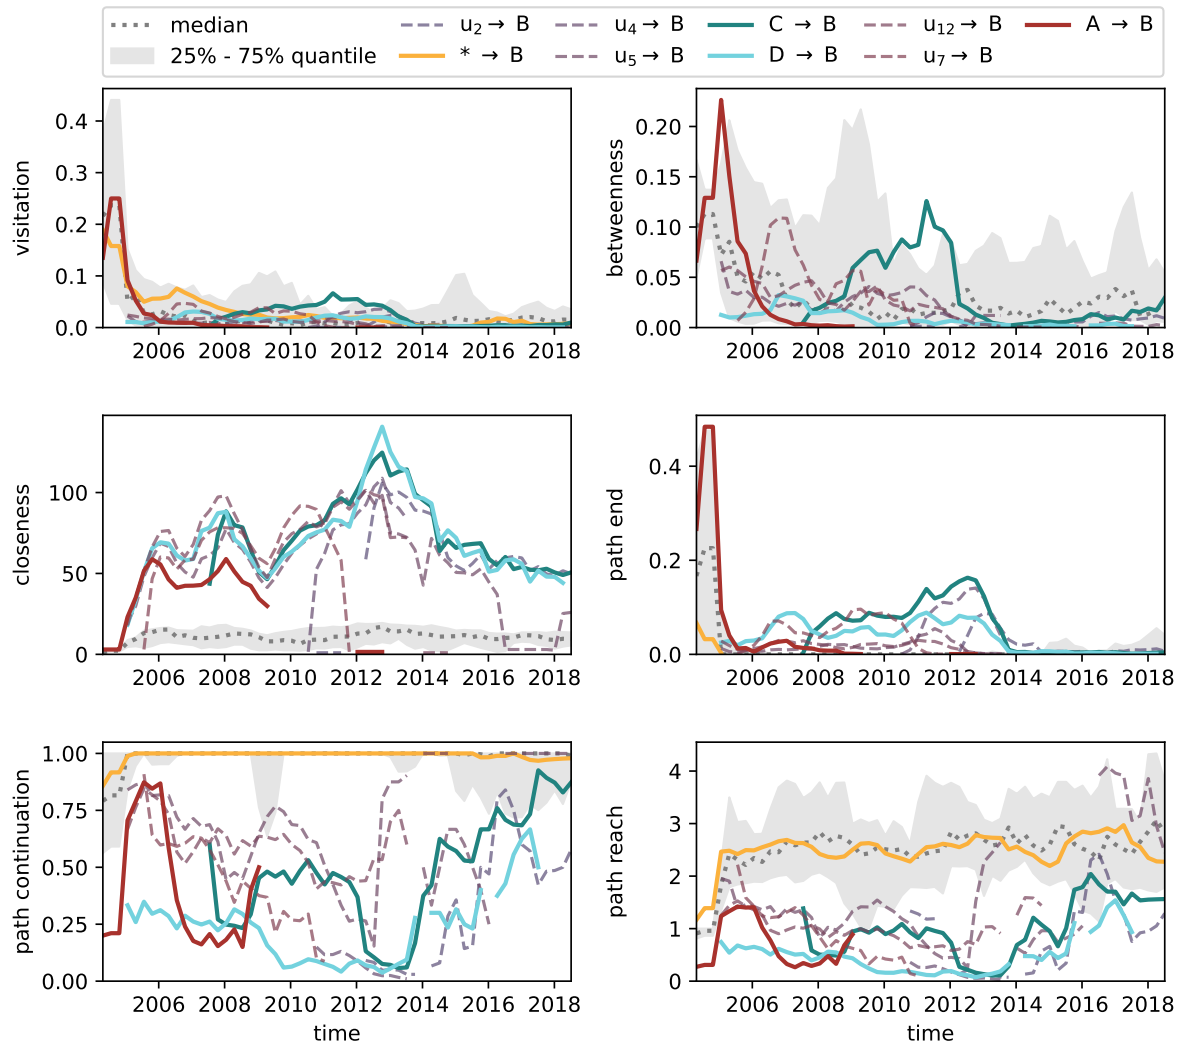 median u₂→ B u₄→ B C → B u₁₂→ B A → B
25% - 75% quantile * → B u₅→ B D → B u₇→ B
visitation
0.4
0.3
0.2
0.1
0.0
2006 2008 2010 2012 2014 2016 2018
betweenness
0.20
0.15
0.10
0.05
0.00
2006 2008 2010 2012 2014 2016 2018
closeness
100
50
0
2006 2008 2010 2012 2014 2016 2018
path end
0.4
0.2
0.0
2006 2008 2010 2012 2014 2016 2018
path continuation
1.00
0.75
0.50
0.25
0.00
2006 2008 2010 2012 2014 2016 2018
time
path reach
4
3
2
1
0
2006 2008 2010 2012 2014 2016 2018
time